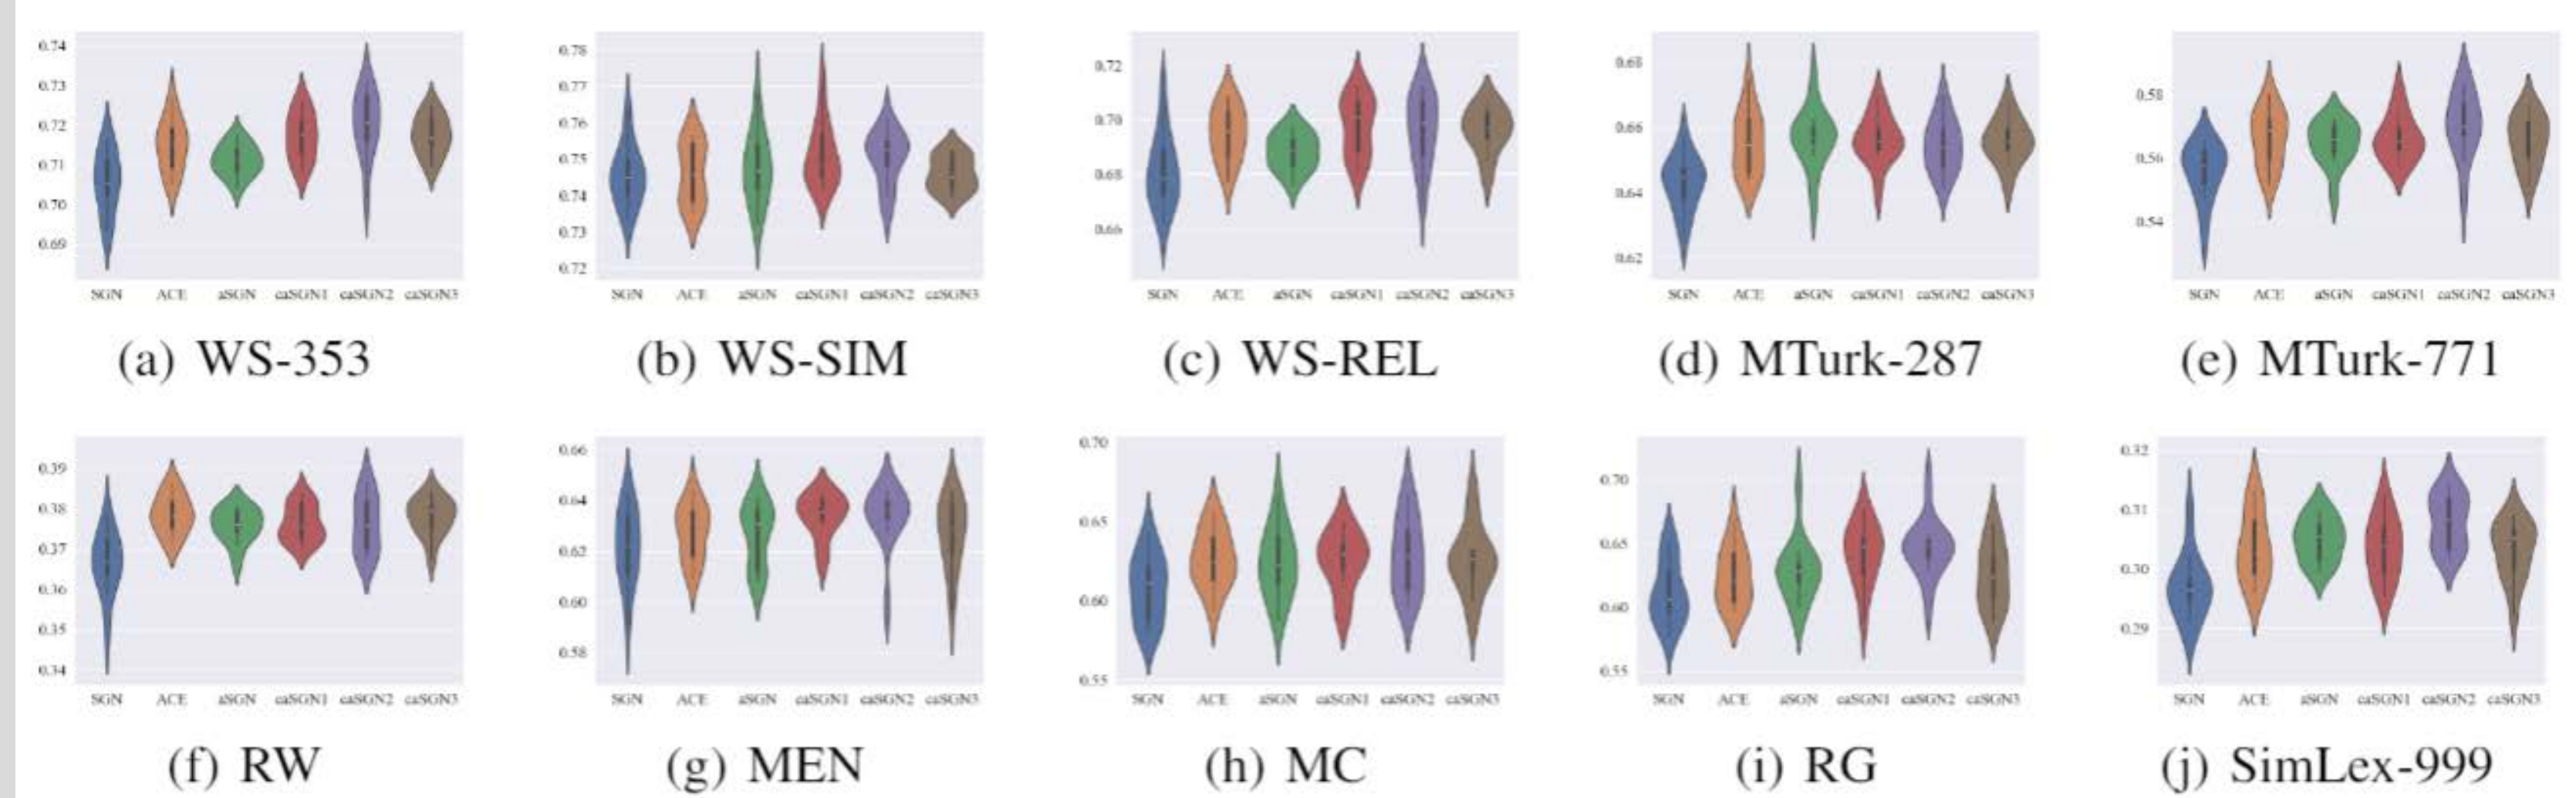 0.74
0.73
0.72
0.71
0.70
0.69
SGN ACE aSGN caSGN1 caSGN2 caSGN3
(a) WS-353
0.78
0.77
0.76
0.75
0.74
0.73
0.72
SGN ACE aSGN caSGN1 caSGN2 caSGN3
(b) WS-SIM
0.72
0.70
0.68
0.66
SGN ACE aSGN caSGN1 caSGN2 caSGN3
(c) WS-REL
0.68
0.66
0.64
0.62
SGN ACE aSGN caSGN1 caSGN2 caSGN3
(d) MTurk-287
0.58
0.56
0.54
SGN ACE aSGN caSGN1 caSGN2 caSGN3
(e) MTurk-771
0.39
0.38
0.37
0.36
0.35
0.34
SGN ACE aSGN caSGN1 caSGN2 caSGN3
(f) RW
0.66
0.64
0.62
0.60
0.58
SGN ACE aSGN caSGN1 caSGN2 caSGN3
(g) MEN
0.70
0.65
0.60
0.55
SGN ACE aSGN caSGN1 caSGN2 caSGN3
(h) MC
0.70
0.65
0.60
0.55
SGN ACE aSGN caSGN1 caSGN2 caSGN3
(i) RG
0.32
0.31
0.30
0.29
SGN ACE aSGN caSGN1 caSGN2 caSGN3
(j) SimLex-999